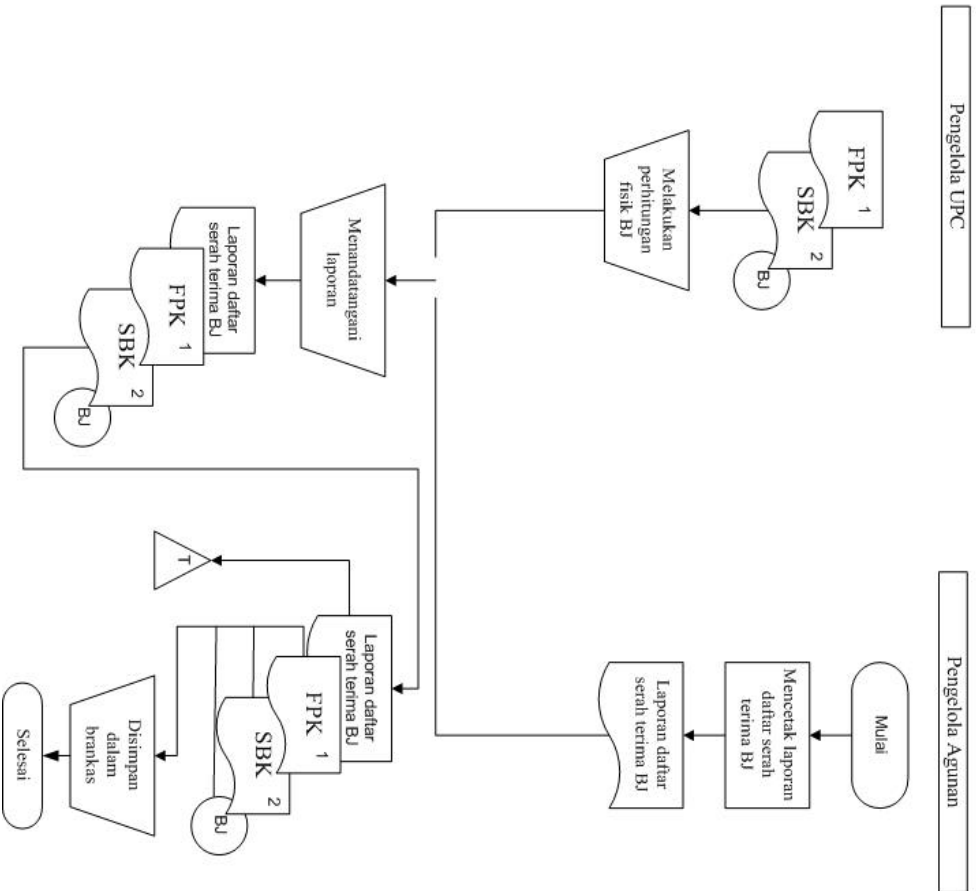 Pengelola UPC
Pengelola Agunan
FPK 1
SBK 2
BJ
Melakukan
perhitungan
fisik BJ
Menandatangani
laporan
Laporan daftar
serah terima BJ
FPK 1
SBK 2
BJ
Mulai
Mencetak laporan
daftar serah
terima BJ
Laporan daftar
serah terima BJ
Laporan daftar
serah terima BJ
FPK 1
SBK 2
BJ
T
Disimpan
dalam
brankas
Selesai